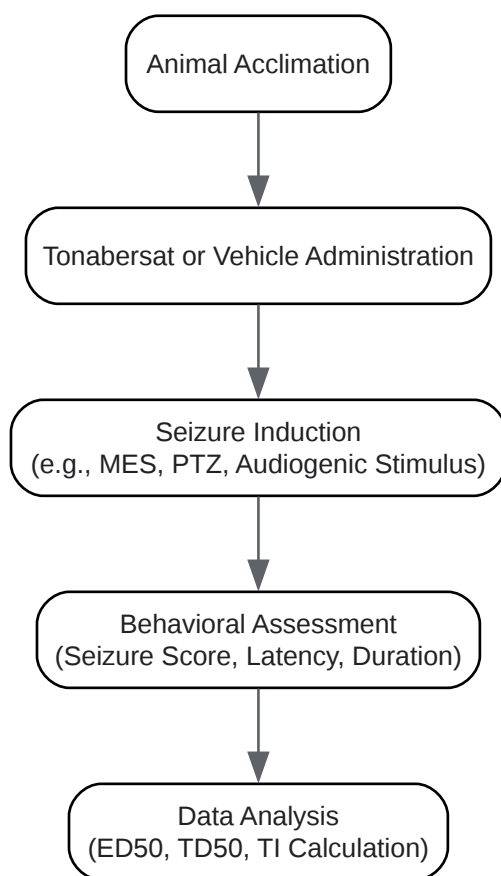 Animal Acclimation
Tonabersat or Vehicle Administration
Seizure Induction
(e.g., MES, PTZ, Audiogenic Stimulus)
Behavioral Assessment
(Seizure Score, Latency, Duration)
Data Analysis
(ED50, TD50, TI Calculation)